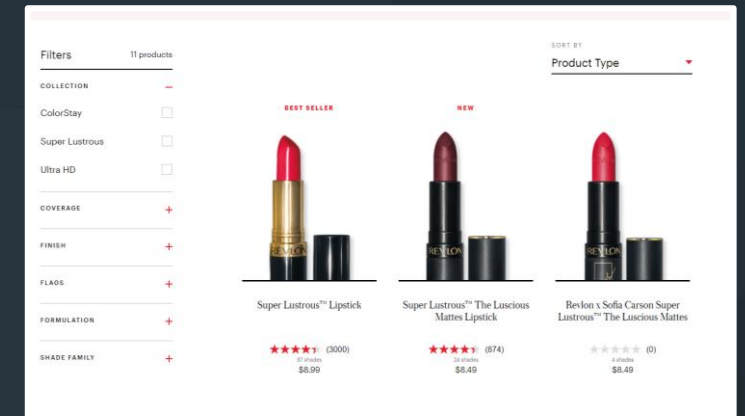 Filters
11 products
COLLECTION
ColorStay
Super Lustrous
Ultra HD
COVERAGE
FINISH
FLAGS
FORMULATION
SHADE FAMILY
SORT BY
Product Type
BEST SELLER
REVLON
Super Lustrous™ Lipstick
(3000)
87 shades
$8.99
NEW
REVLON
Super Lustrous™ The Luscious
Mattes Lipstick
(874)
24 shades
$8.49
REVLON
Revlon x Sofia Carson Super
Lustrous™ The Luscious Mattes
(0)
4 shades
$8.49